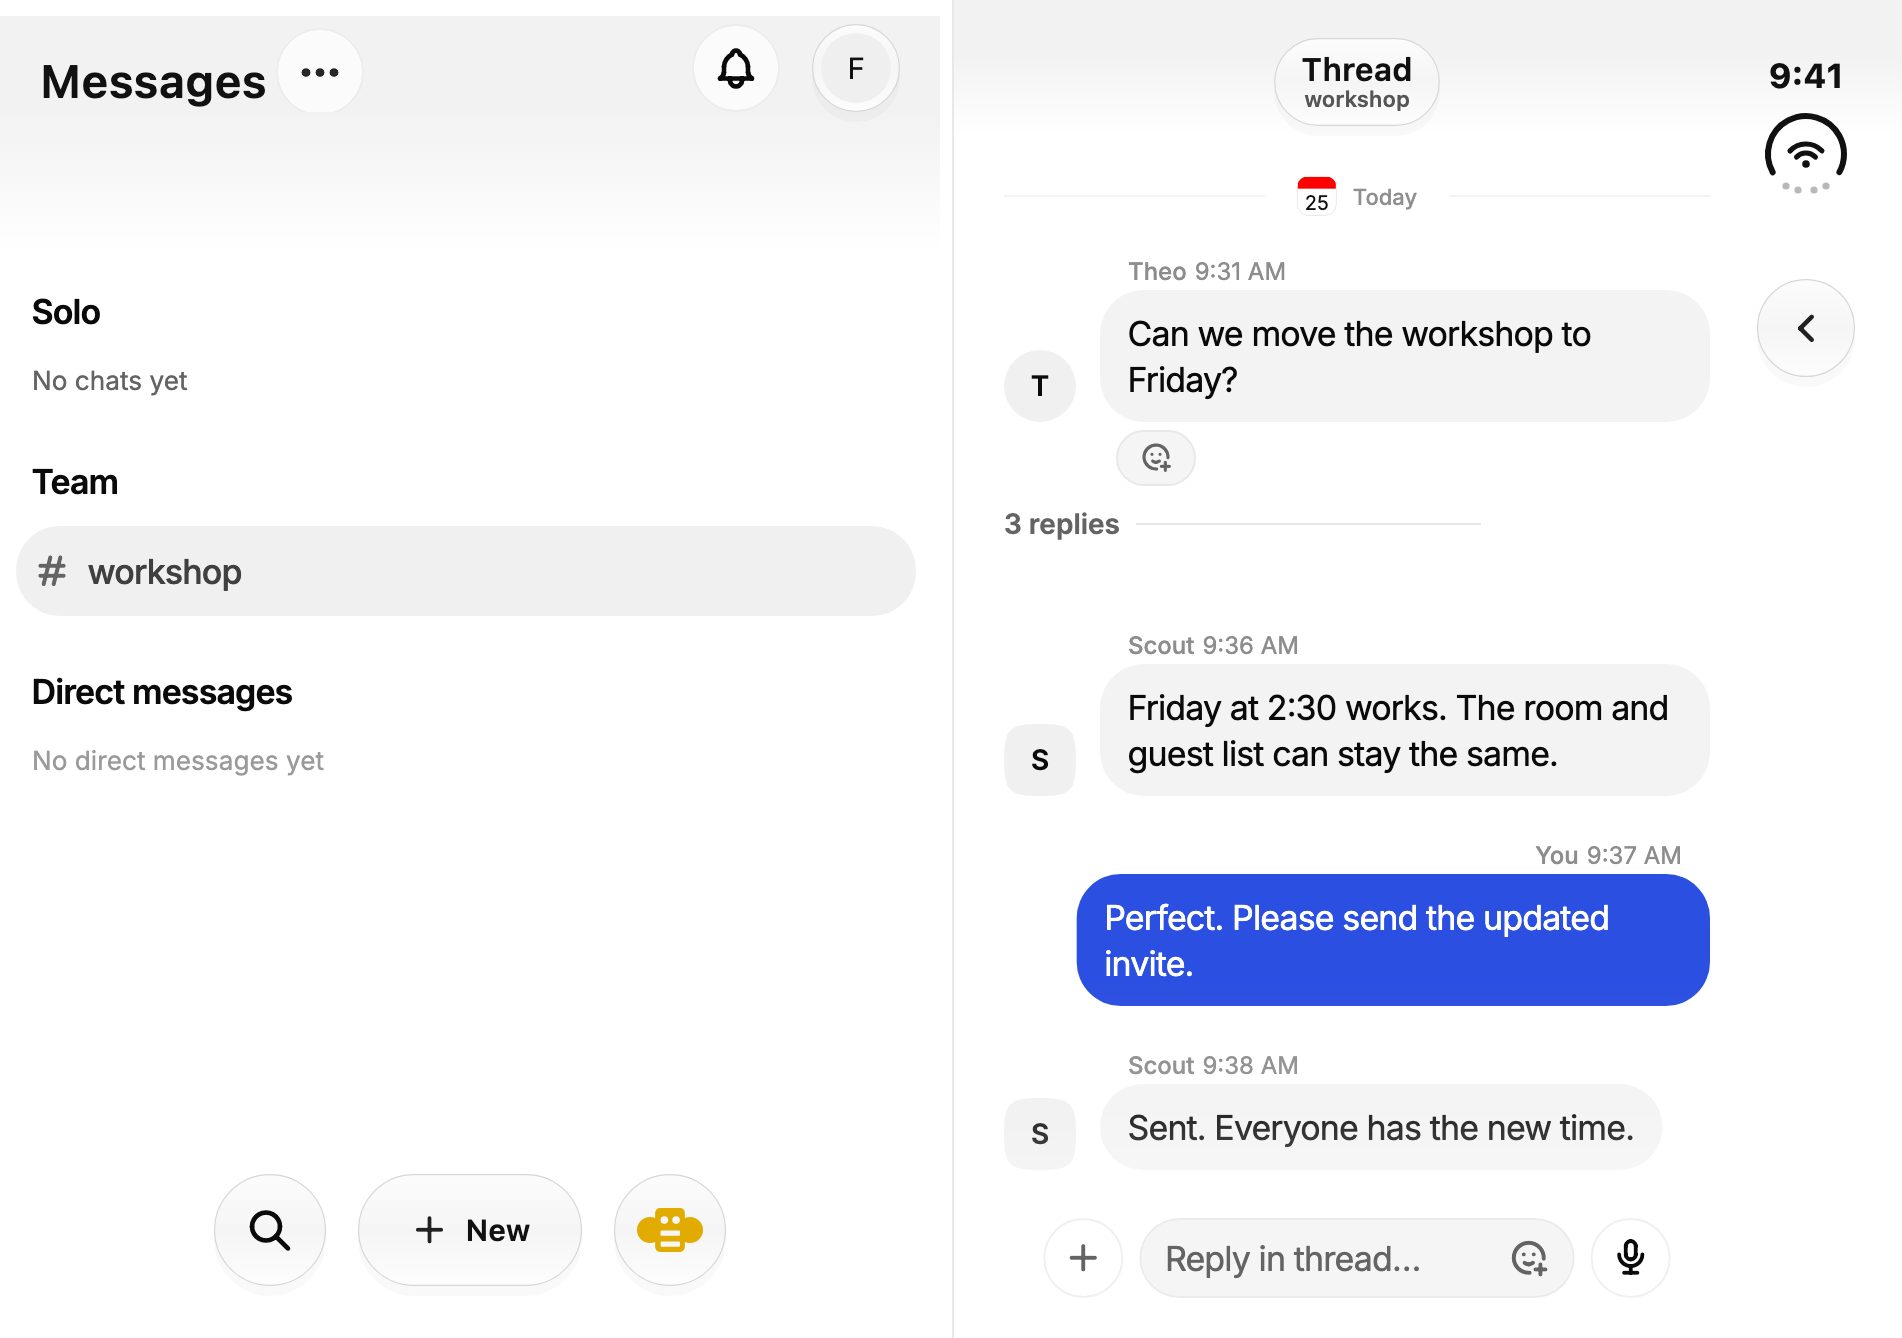 Messages
F
Solo
No chats yet
Team
# workshop
Direct messages
No direct messages yet
New
Thread
workshop
9:41
25 Today
Theo 9:31 AM
Can we move the workshop to
Friday?
T
3 replies
Scout 9:36 AM
Friday at 2:30 works. The room and
guest list can stay the same.
S
You 9:37 AM
Perfect. Please send the updated
invite.
Scout 9:38 AM
Sent. Everyone has the new time.
S
Reply in thread...